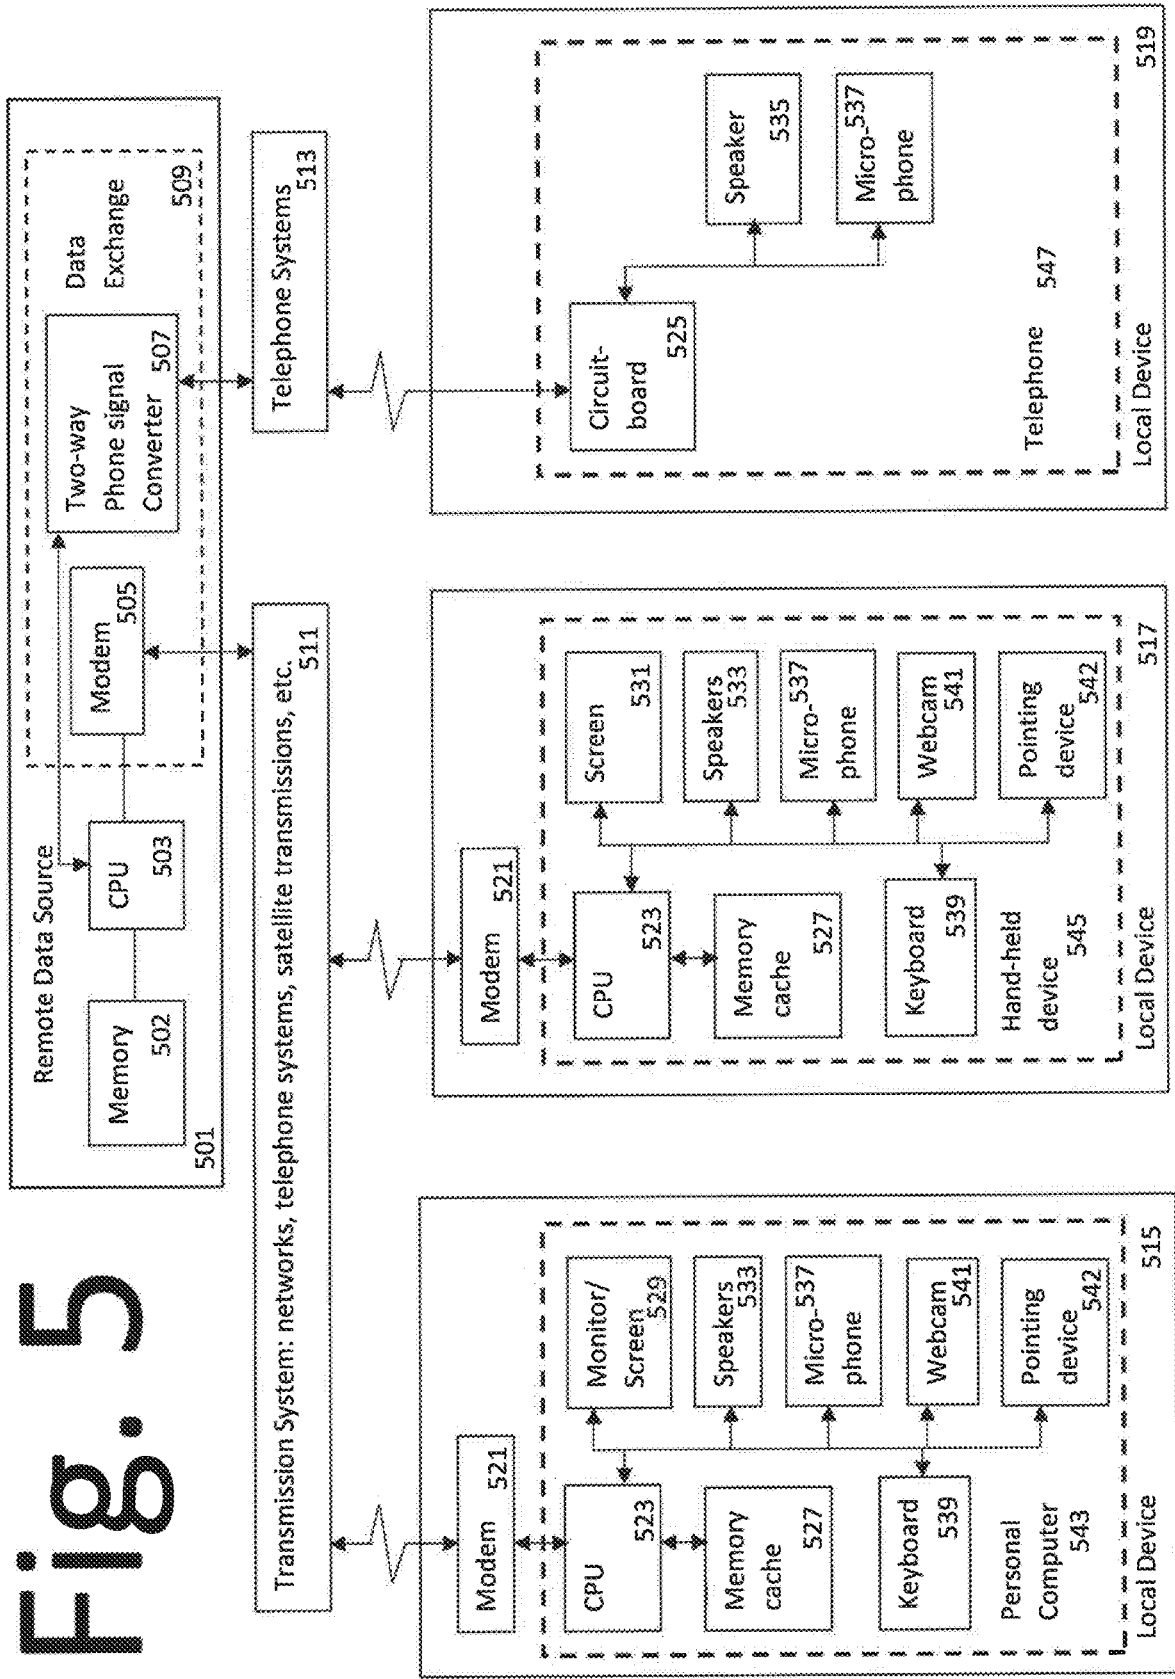 Fig. 5
Remote Data Source
Memory
502
501
CPU
503
Modem
505
Two-way
Phone signal
Converter
507
Data
Exchange
509
Transmission System: networks, telephone systems, satellite transmissions, etc.
511
Telephone Systems
513
Modem
521
CPU
523
Memory
cache
527
Keyboard
539
Monitor/
Screen
529
Speakers
533
Micro-
phone
537
Webcam
541
Pointing
device
542
Personal
Computer
543
Local Device
515
Modem
521
CPU
523
Memory
cache
527
Keyboard
539
Screen
531
Speakers
533
Micro-
phone
537
Webcam
541
Pointing
device
542
Hand-held
device
545
Local Device
517
Circuit-
board
525
Speaker
535
Micro-
phone
537
Telephone
547
Local Device
519